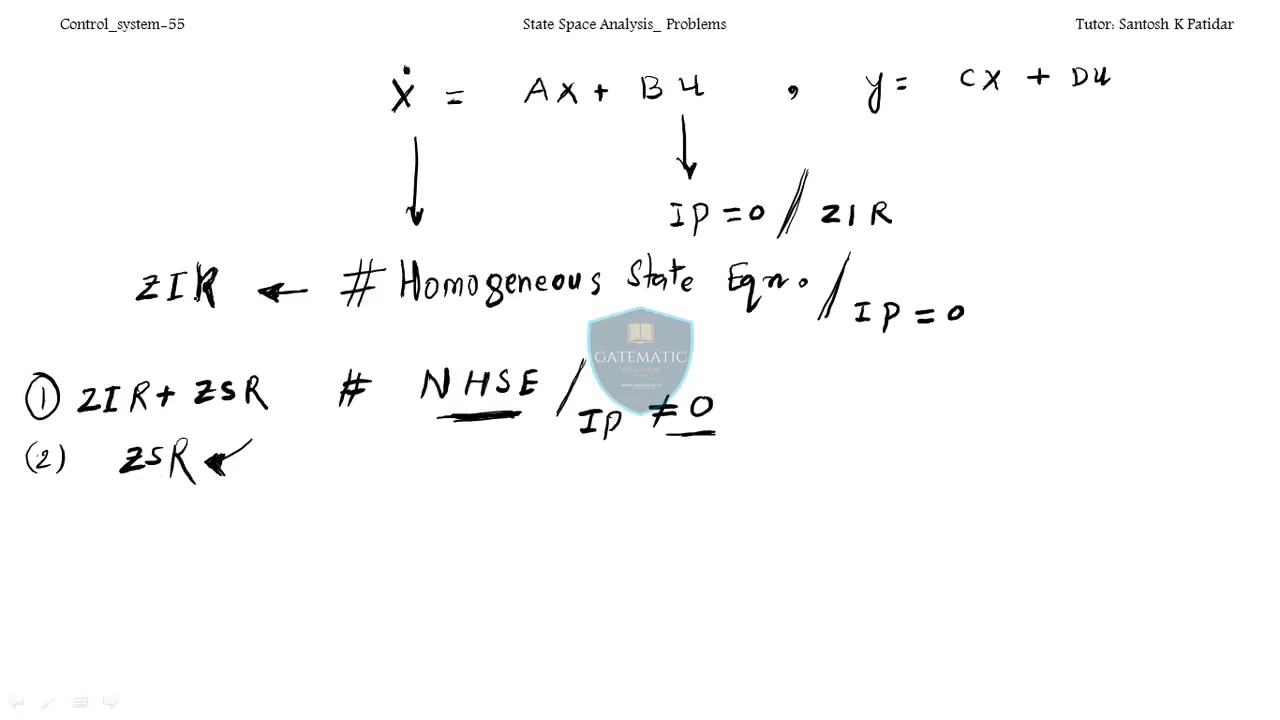 Control_system-55 State Space Analysis_ Problems Tutor: Santosh K Patidar
Ẋ = AX + BU , y = CX + DU
IP = 0 / ZIR
ZIR ← # Homogeneous State Eqn. / IP = 0
① ZIR + ZSR # NHSE / IP ≠ 0
(2) ZSR ←
GATEMATIC
EDUCATION